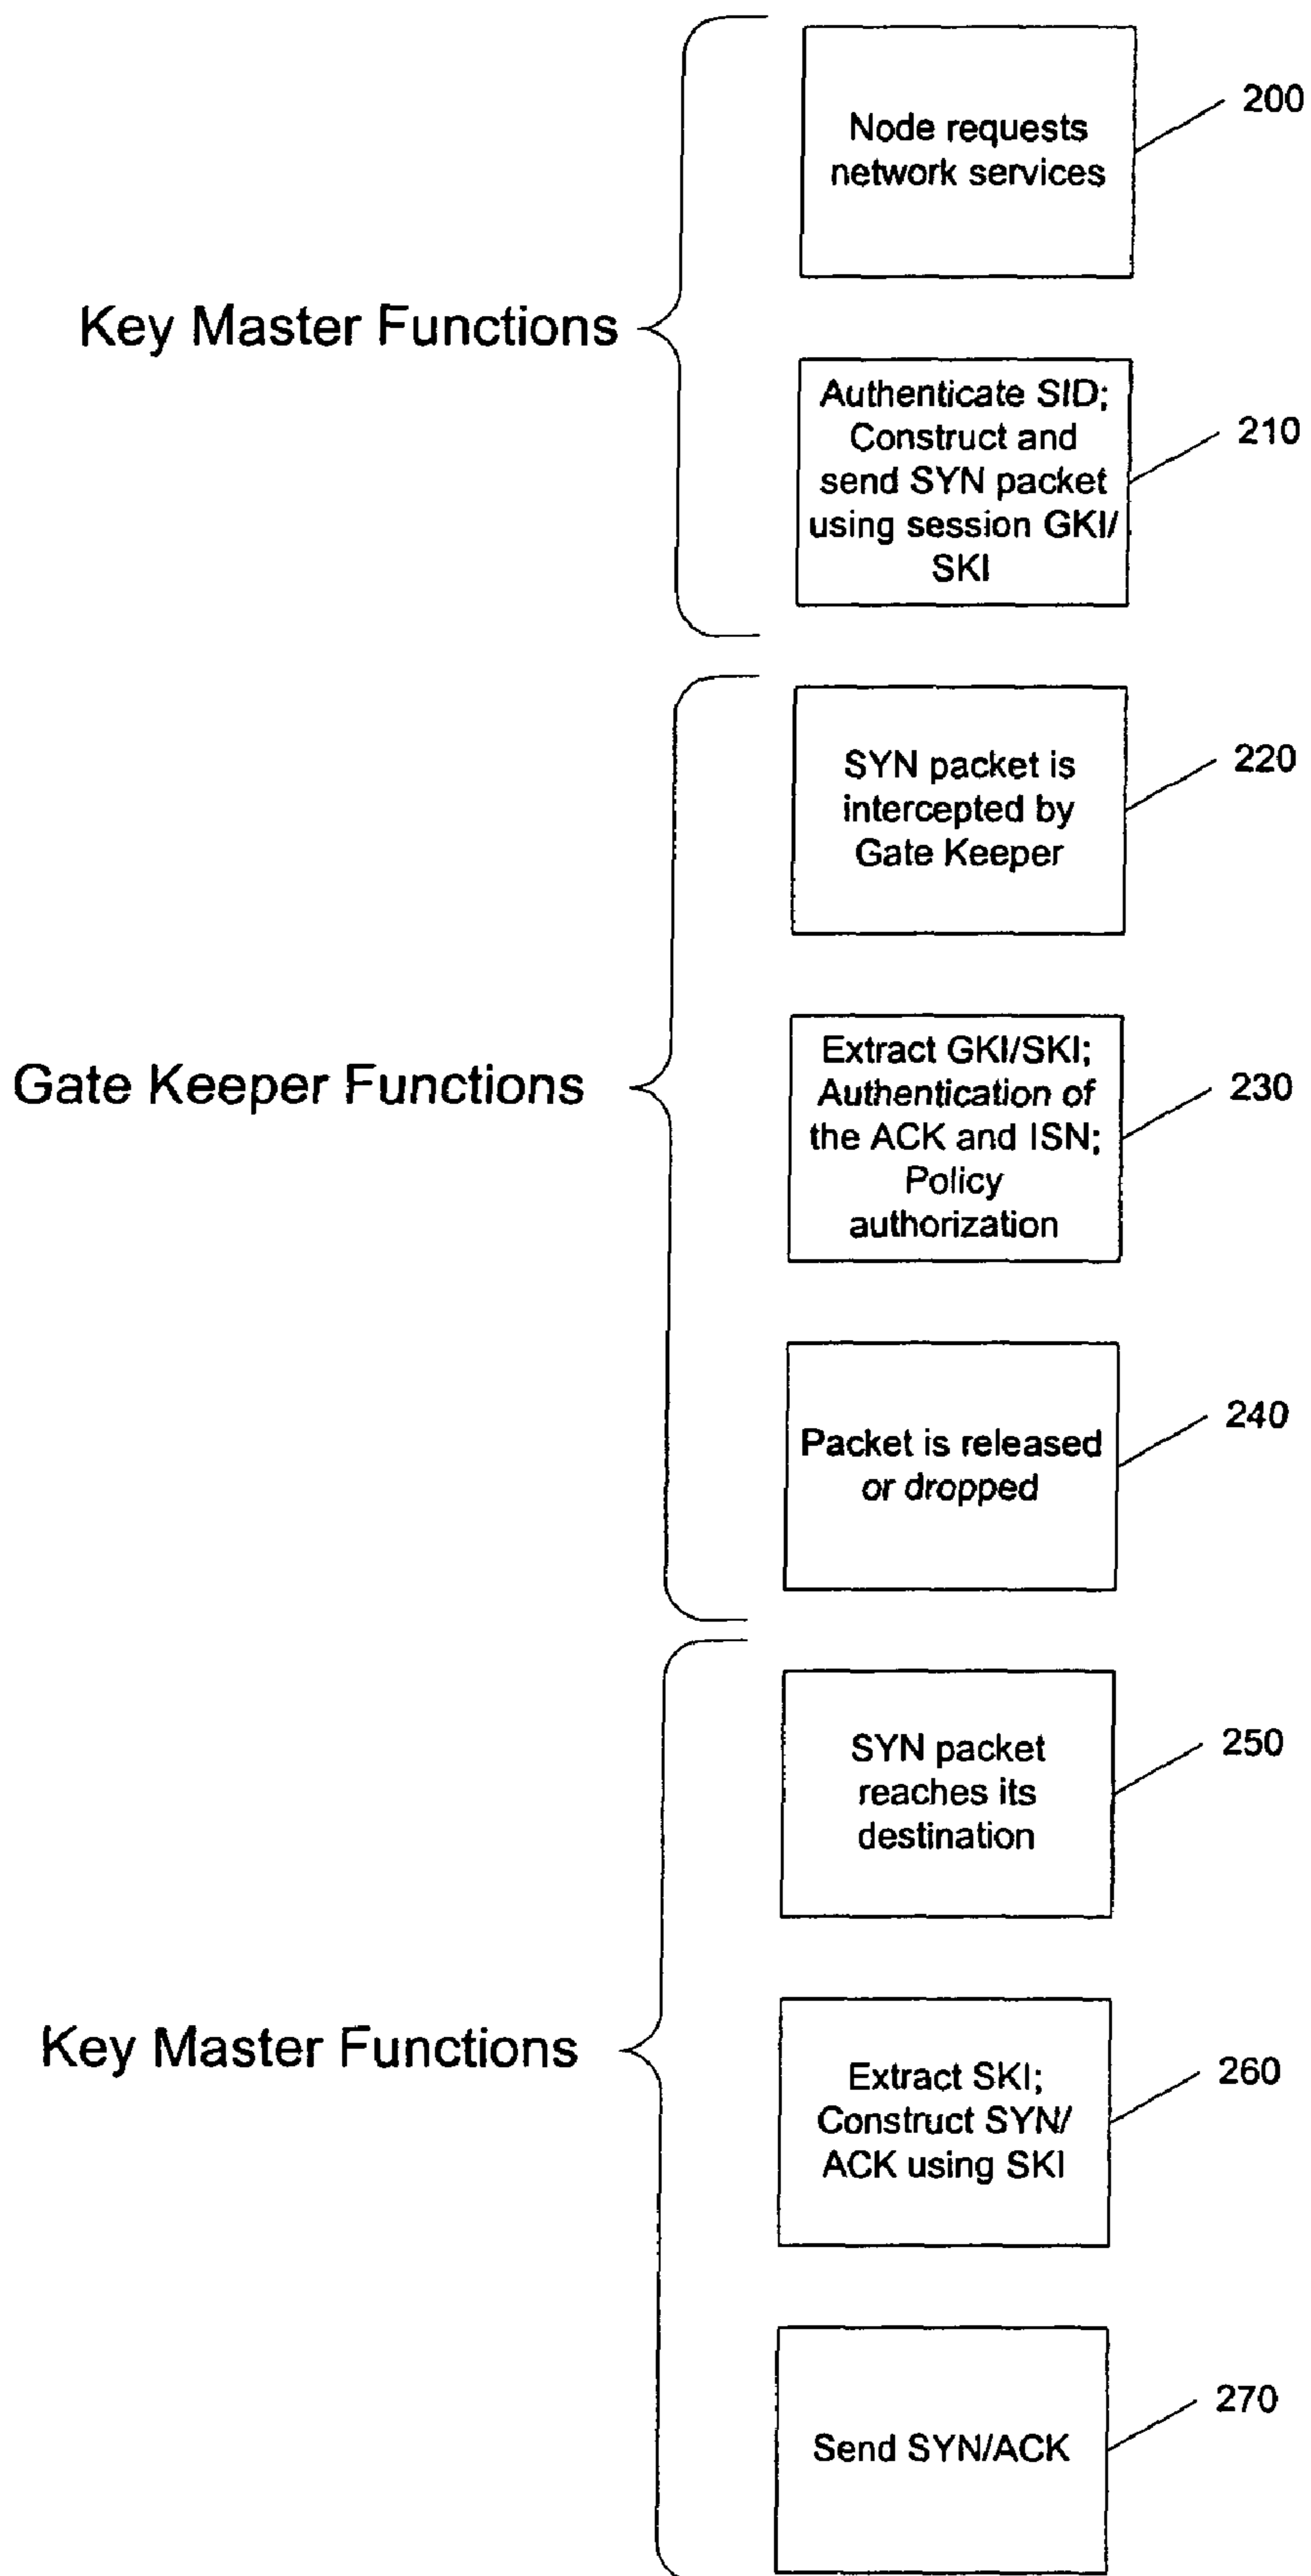 Node requests
network services
200
Key Master Functions
Authenticate SID;
Construct and
send SYN packet
using session GKI/
SKI
210
SYN packet is
intercepted by
Gate Keeper
220
Gate Keeper Functions
Extract GKI/SKI;
Authentication of
the ACK and ISN;
Policy
authorization
230
Packet is released
or dropped
240
SYN packet
reaches its
destination
250
Key Master Functions
Extract SKI;
Construct SYN/
ACK using SKI
260
Send SYN/ACK
270